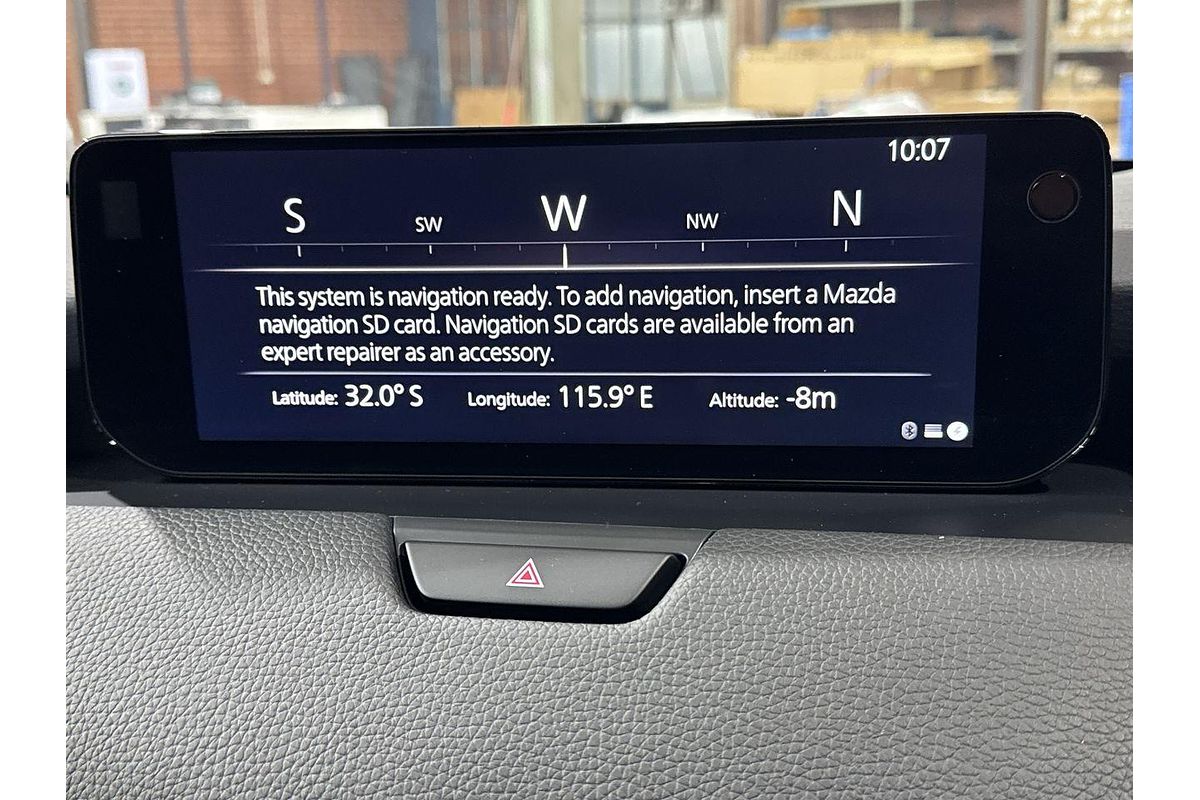 10:07
S SW W NW N
This system is navigation ready. To add navigation, insert a Mazda
navigation SD card. Navigation SD cards are available from an
expert repairer as an accessory.
Latitude: 32.0° S Longitude: 115.9° E Altitude: -8m